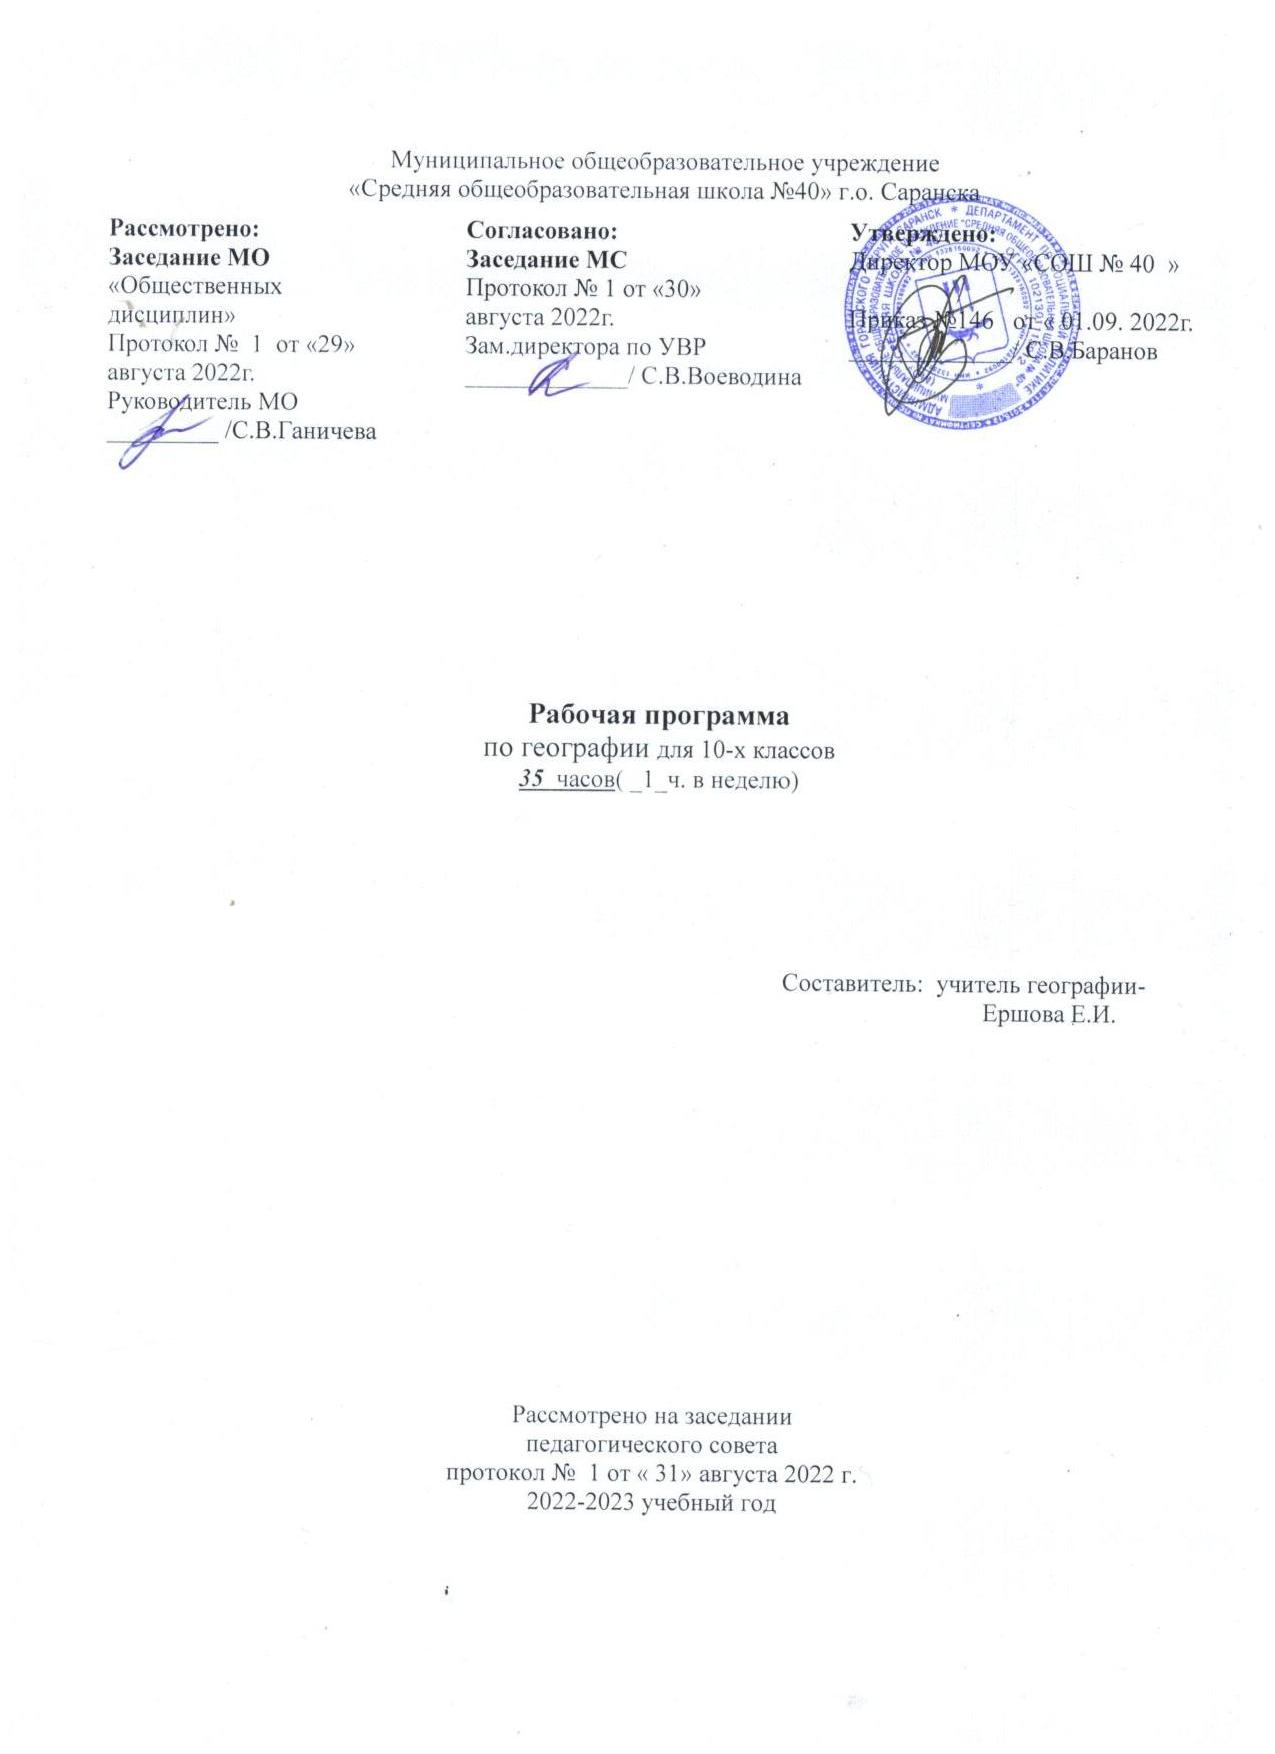 Муниципальное общеобразовательное учреждение
«Средняя общеобразовательная школа №40» г.о. Саранска
Рассмотрено:
Заседание МО
«Общественных
дисциплин»
Протокол №  1  от «29»
августа 2022г.
Руководитель МО
_________ /С.В.Ганичева
Согласовано:
Заседание МС
Протокол № 1 от «30»
августа 2022г.
Зам.директора по УВР
_____________/ С.В.Воеводина
Утверждено:
Директор МОУ «СОШ № 40  »
Приказ №146   от « 01.09. 2022г.
С.В.Баранов
Рабочая программа
по географии для 10-х классов
35  часов( _1_ч. в неделю)
Составитель:  учитель географии-
Ершова Е.И.
Рассмотрено на заседании
педагогического совета
протокол №  1 от « 31» августа 2022 г.
2022-2023 учебный год